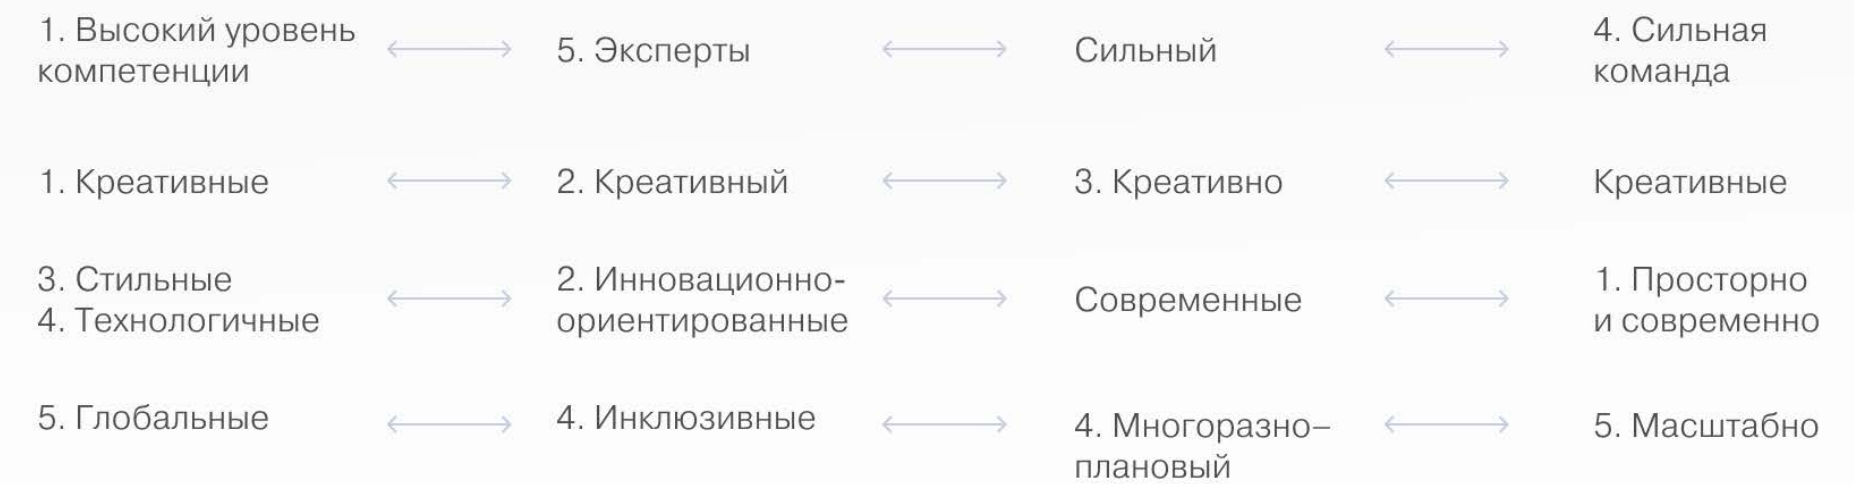 1. Высокий уровень
компетенции
5. Эксперты
Сильный
4. Сильная
команда
1. Креативные
2. Креативный
3. Креативно
Креативные
3. Стильные
4. Технологичные
2. Инновационно-
ориентированные
Современные
1. Просторно
и современно
5. Глобальные
4. Инклюзивные
4. Многоразно–
плановый
5. Масштабно